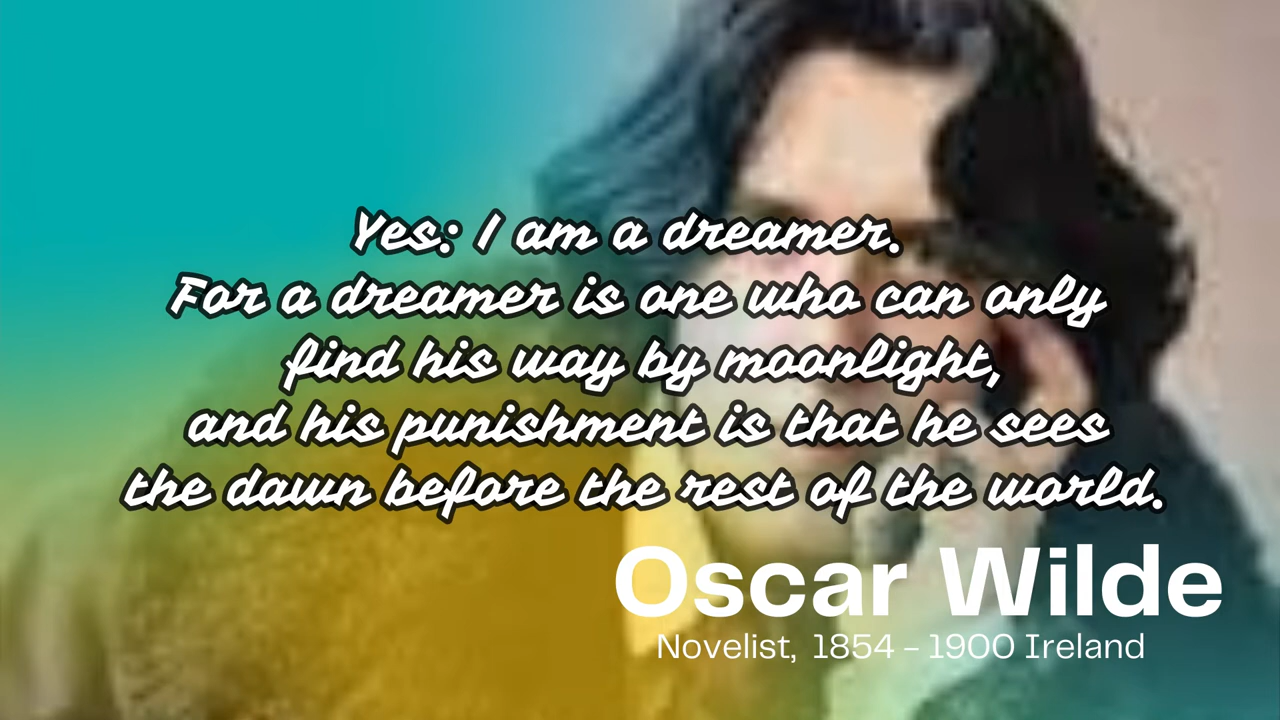 Yes: I am a dreamer.
For a dreamer is one who can only
find his way by moonlight,
and his punishment is that he sees
the dawn before the rest of the world.
Oscar Wilde
Novelist, 1854 - 1900 Ireland